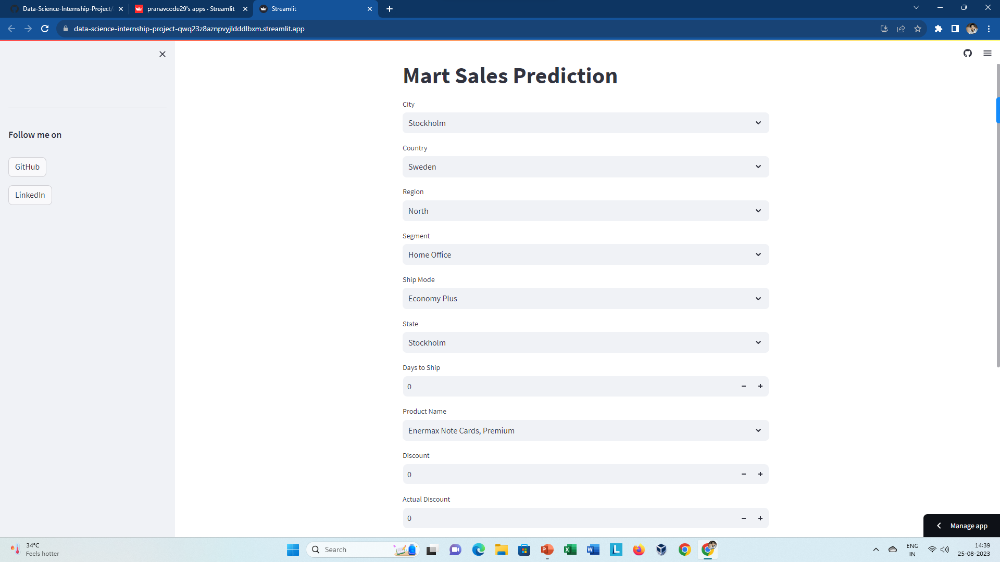 Data-Science-Internship-Project/
pranavcode29's apps · Streamlit
Streamlit
data-science-internship-project-qwq23z8aznpvyjldddlbxm.streamlit.app
Follow me on
GitHub
LinkedIn
Mart Sales Prediction
City
Stockholm
Country
Sweden
Region
North
Segment
Home Office
Ship Mode
Economy Plus
State
Stockholm
Days to Ship
0
Product Name
Enermax Note Cards, Premium
Discount
0
Actual Discount
0
Manage app
34°C
Feels hotter
Search
ENG
IN
14:39
25-08-2023